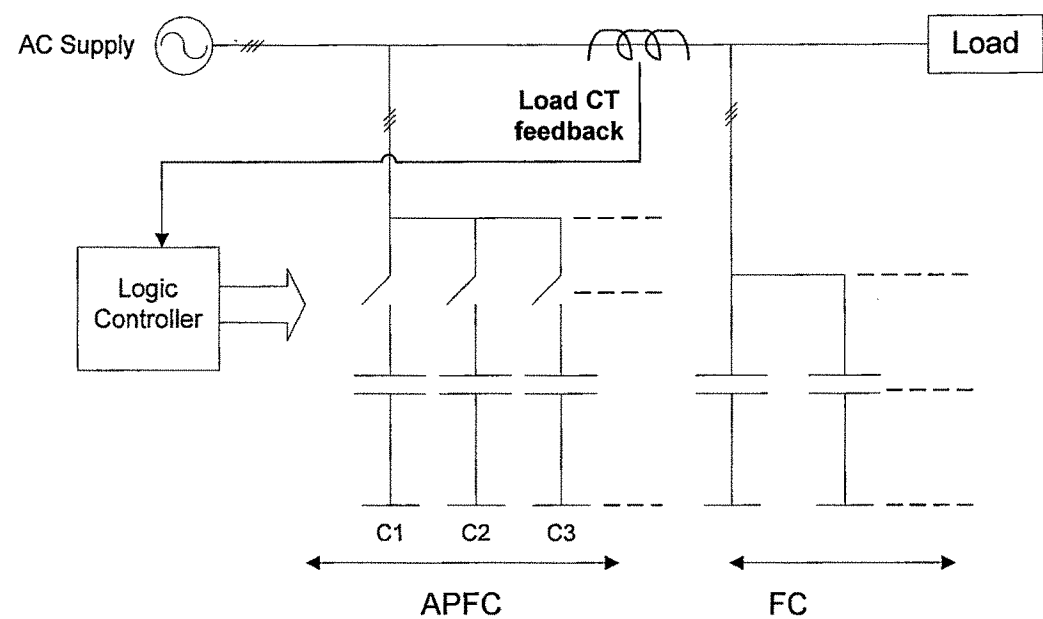 AC Supply
Load
Load CT
feedback
Logic
Controller
C1
C2
C3
APFC
FC